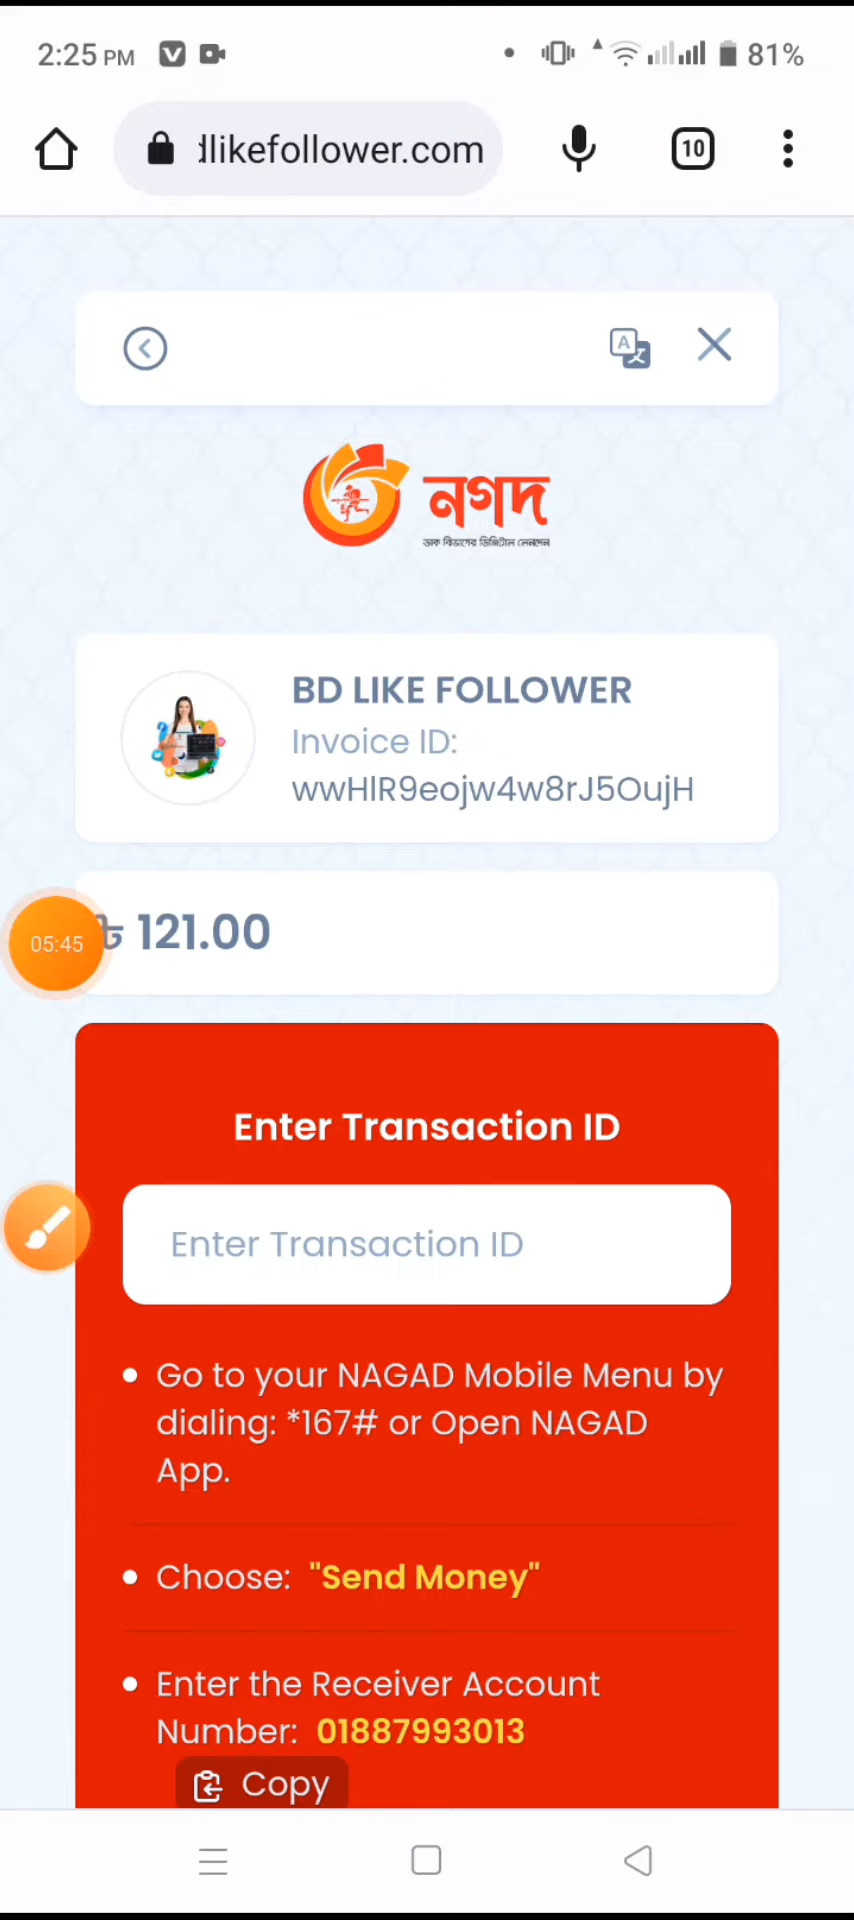 2:25 PM
81%
dlikefollower.com
10
নগদ
ডাক বিভাগের ডিজিটাল লেনদেন
BD LIKE FOLLOWER
Invoice ID:
wwHlR9eojw4w8rJ5OujH
৳ 121.00
05:45
Enter Transaction ID
Enter Transaction ID
Go to your NAGAD Mobile Menu by
dialing: *167# or Open NAGAD
App.
Choose: "Send Money"
Enter the Receiver Account
Number: 01887993013
Copy